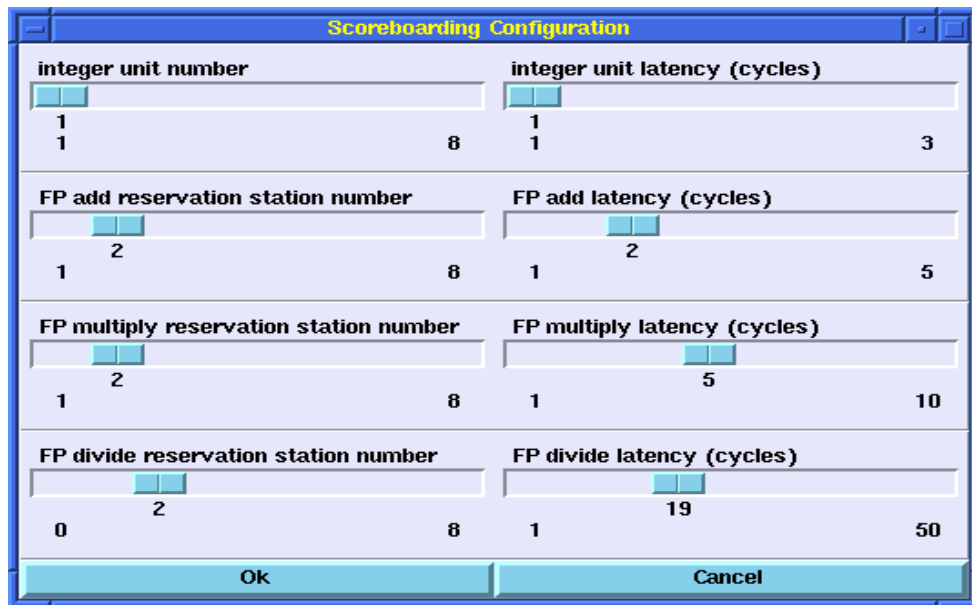 Scoreboarding Configuration
integer unit number
1
1 8
integer unit latency (cycles)
1
1 3
FP add reservation station number
2
1 8
FP add latency (cycles)
2
1 5
FP multiply reservation station number
2
1 8
FP multiply latency (cycles)
5
1 10
FP divide reservation station number
2
0 8
FP divide latency (cycles)
19
1 50
Ok
Cancel